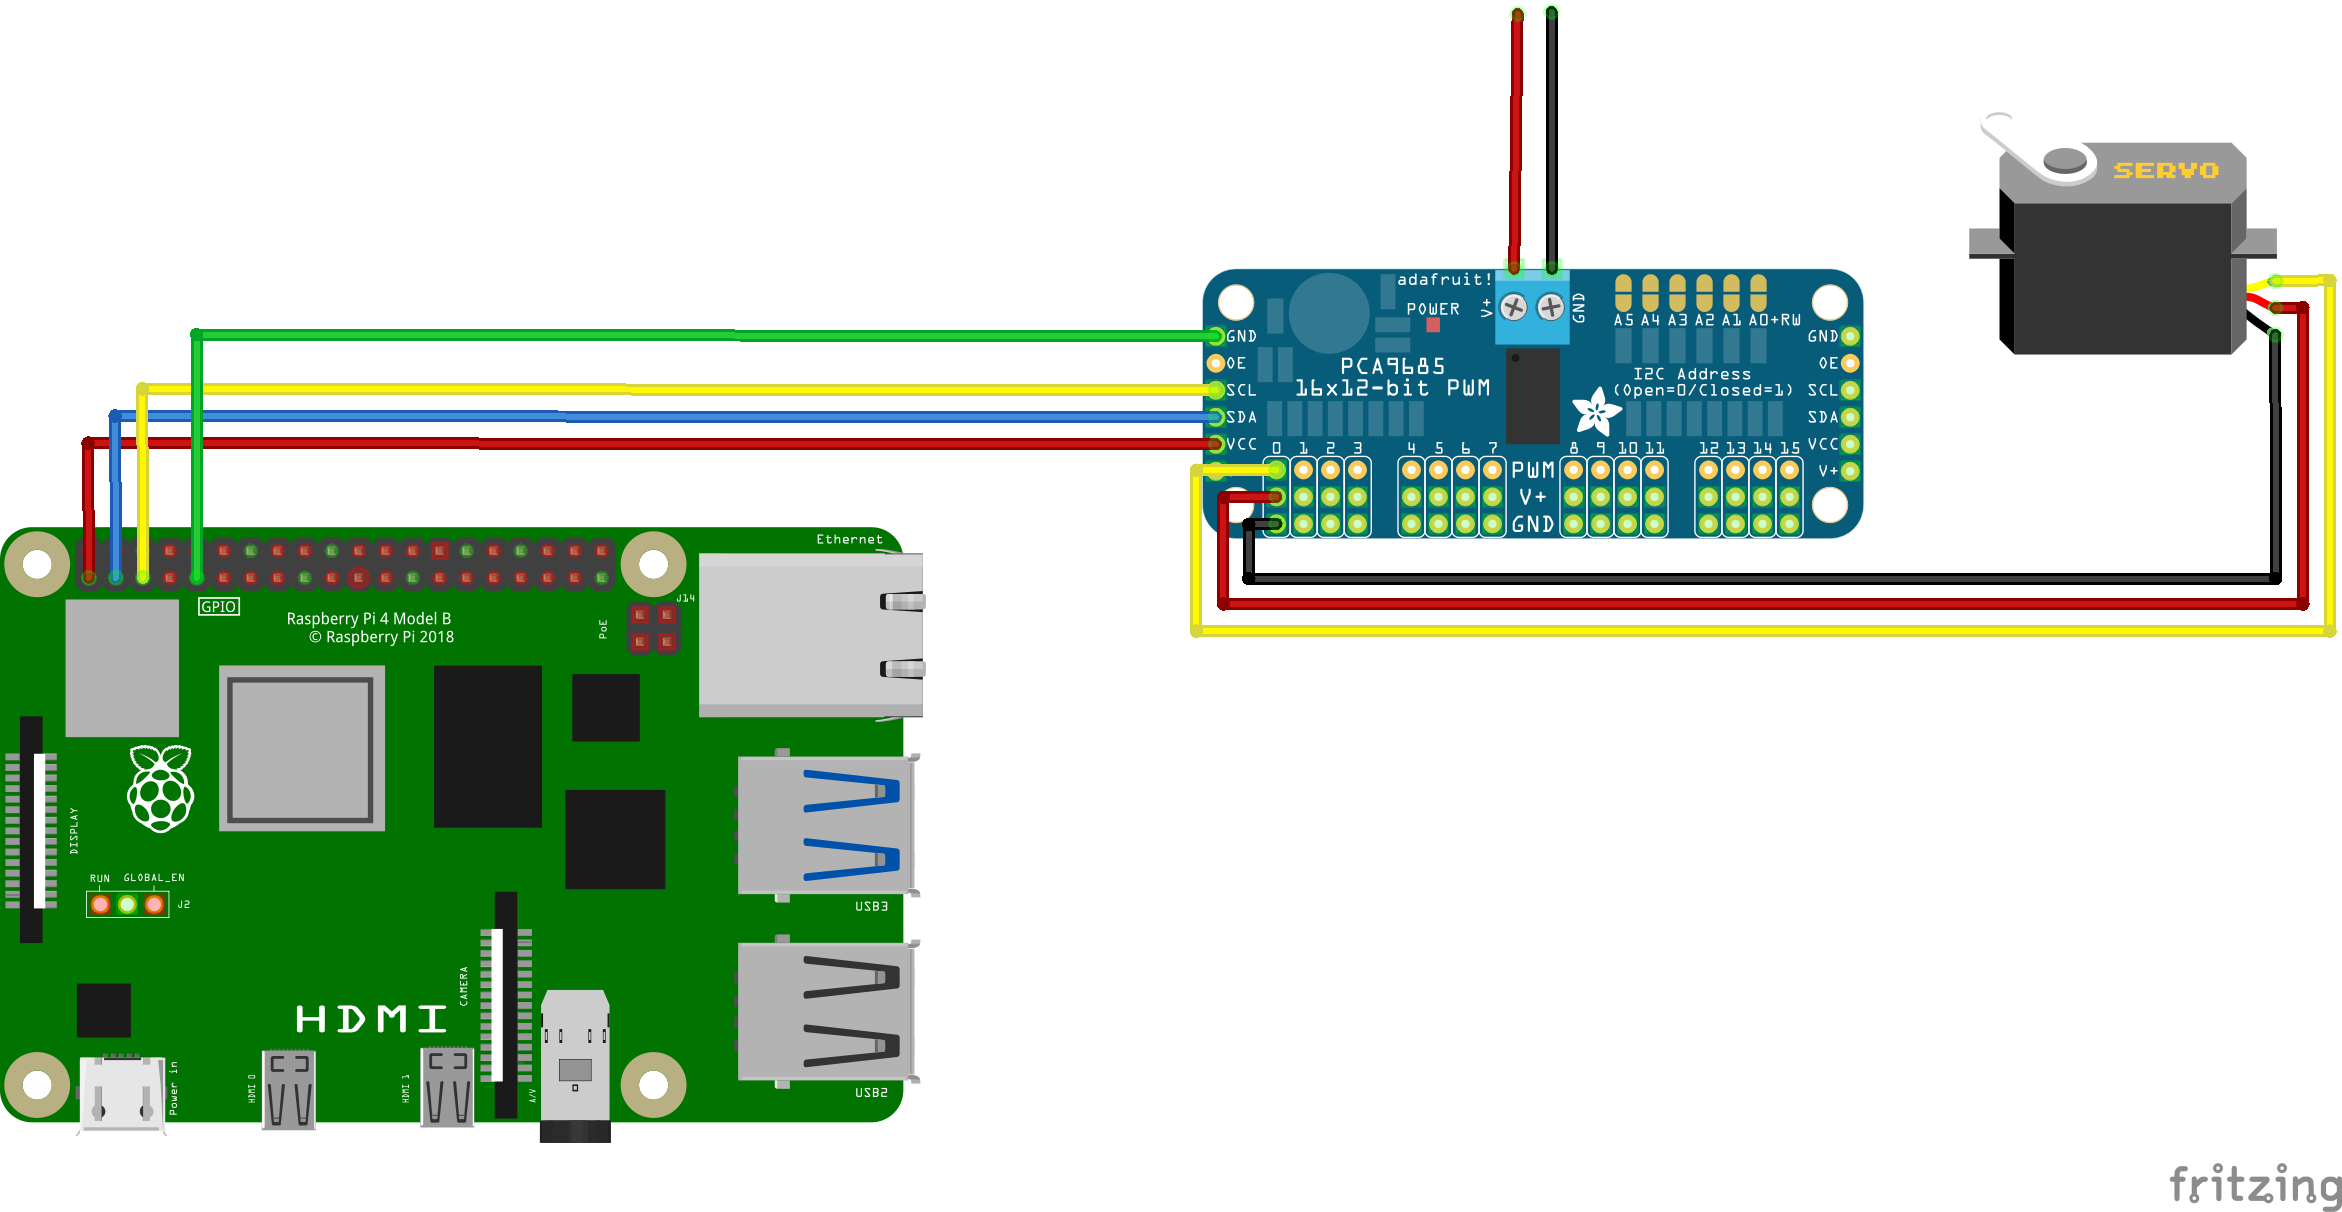 SERVO
adafruit!
POWER
V+
GND
A5 A4 A3 A2 A1 A0+RW
GND
OE
SCL
SDA
VCC
PCA9685
16x12-bit PWM
I2C Address
(Open=0/Closed=1)
GND
OE
SCL
SDA
VCC
V+
0 1 2 3 4 5 6 7 8 9 10 11 12 13 14 15
PWM
V+
GND
Ethernet
GPIO
J14
Raspberry Pi 4 Model B
© Raspberry Pi 2018
PoE
DISPLAY
RUN GLOBAL_EN
J2
USB3
CAMERA
HDMI
Power in
HDMI 0
HDMI 1
A/V
USB2
fritzing